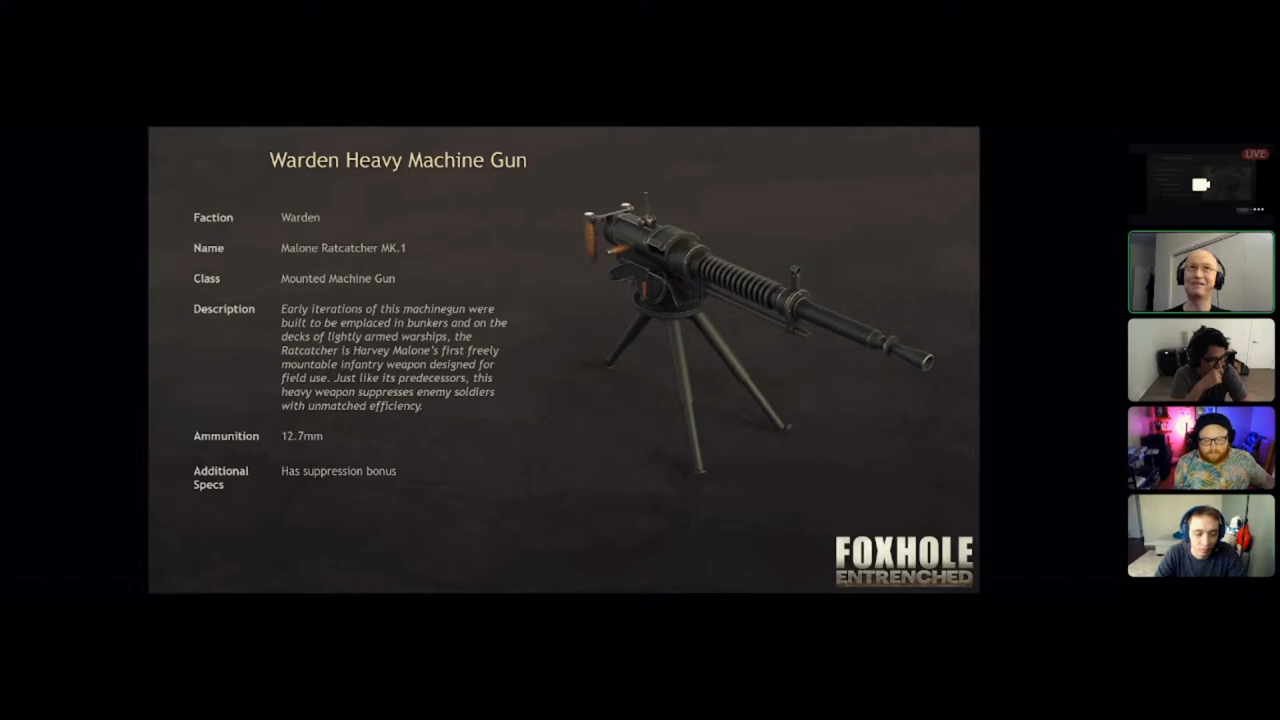 Warden Heavy Machine Gun
LIVE
Faction Warden
Name Malone Ratcatcher MK.1
Class Mounted Machine Gun
Description Early iterations of this machinegun were
built to be emplaced in bunkers and on the
decks of lightly armed warships, the
Ratcatcher is Harvey Malone's first freely
mountable infantry weapon designed for
field use. Just like its predecessors, this
heavy weapon suppresses enemy soldiers
with unmatched efficiency.
Ammunition 12.7mm
Additional Has suppression bonus
Specs
FOXHOLE
ENTRENCHED